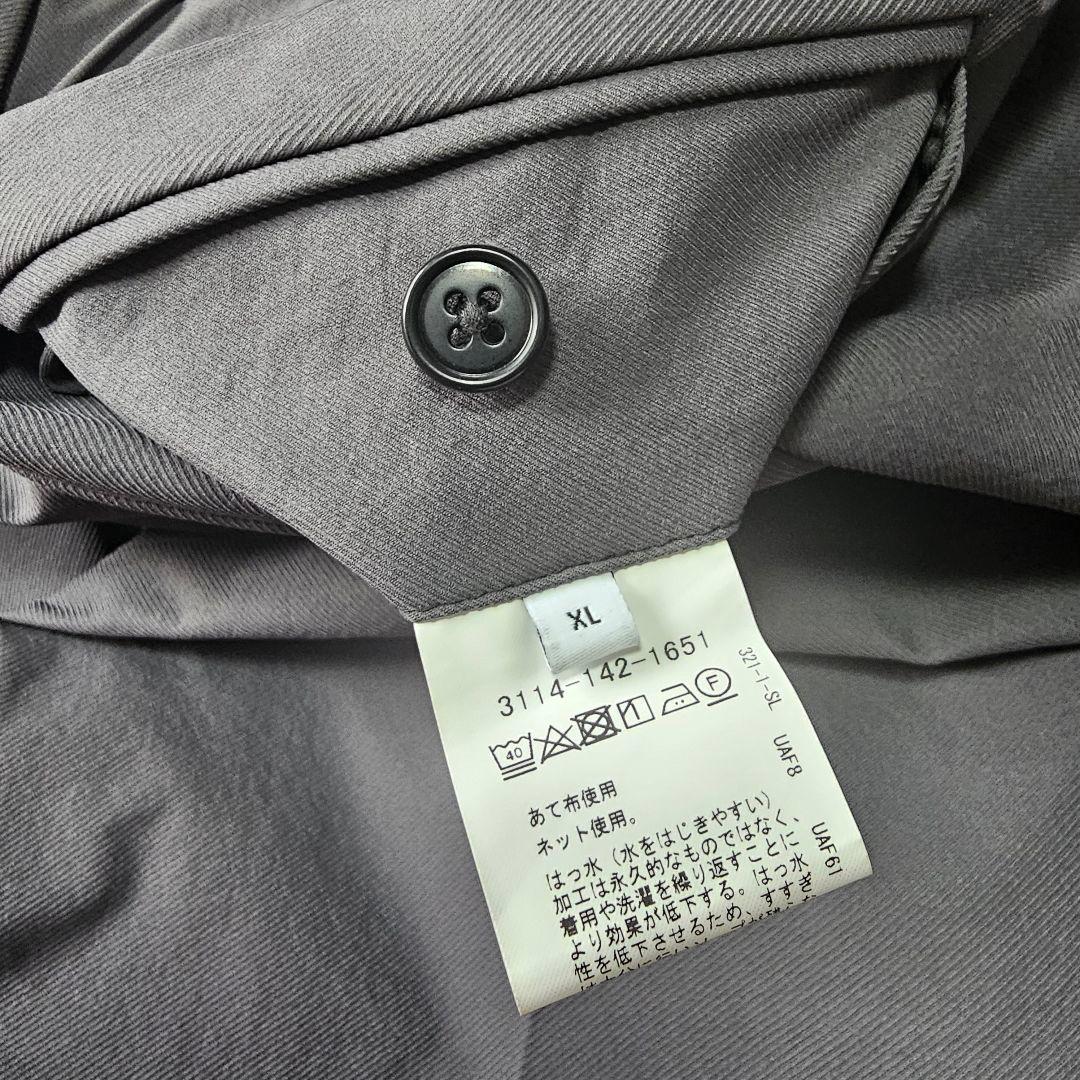 XL
3114-142-1651
40
F
321-1-SL
UAF8
UAF61
あて布使用
ネット使用。
はっ水（水をはじきやすい）
加工は永久的なものではなく、
着用や洗濯を繰り返すことに
より効果が低下する。はっ水
性を低下させるため、すすぎ